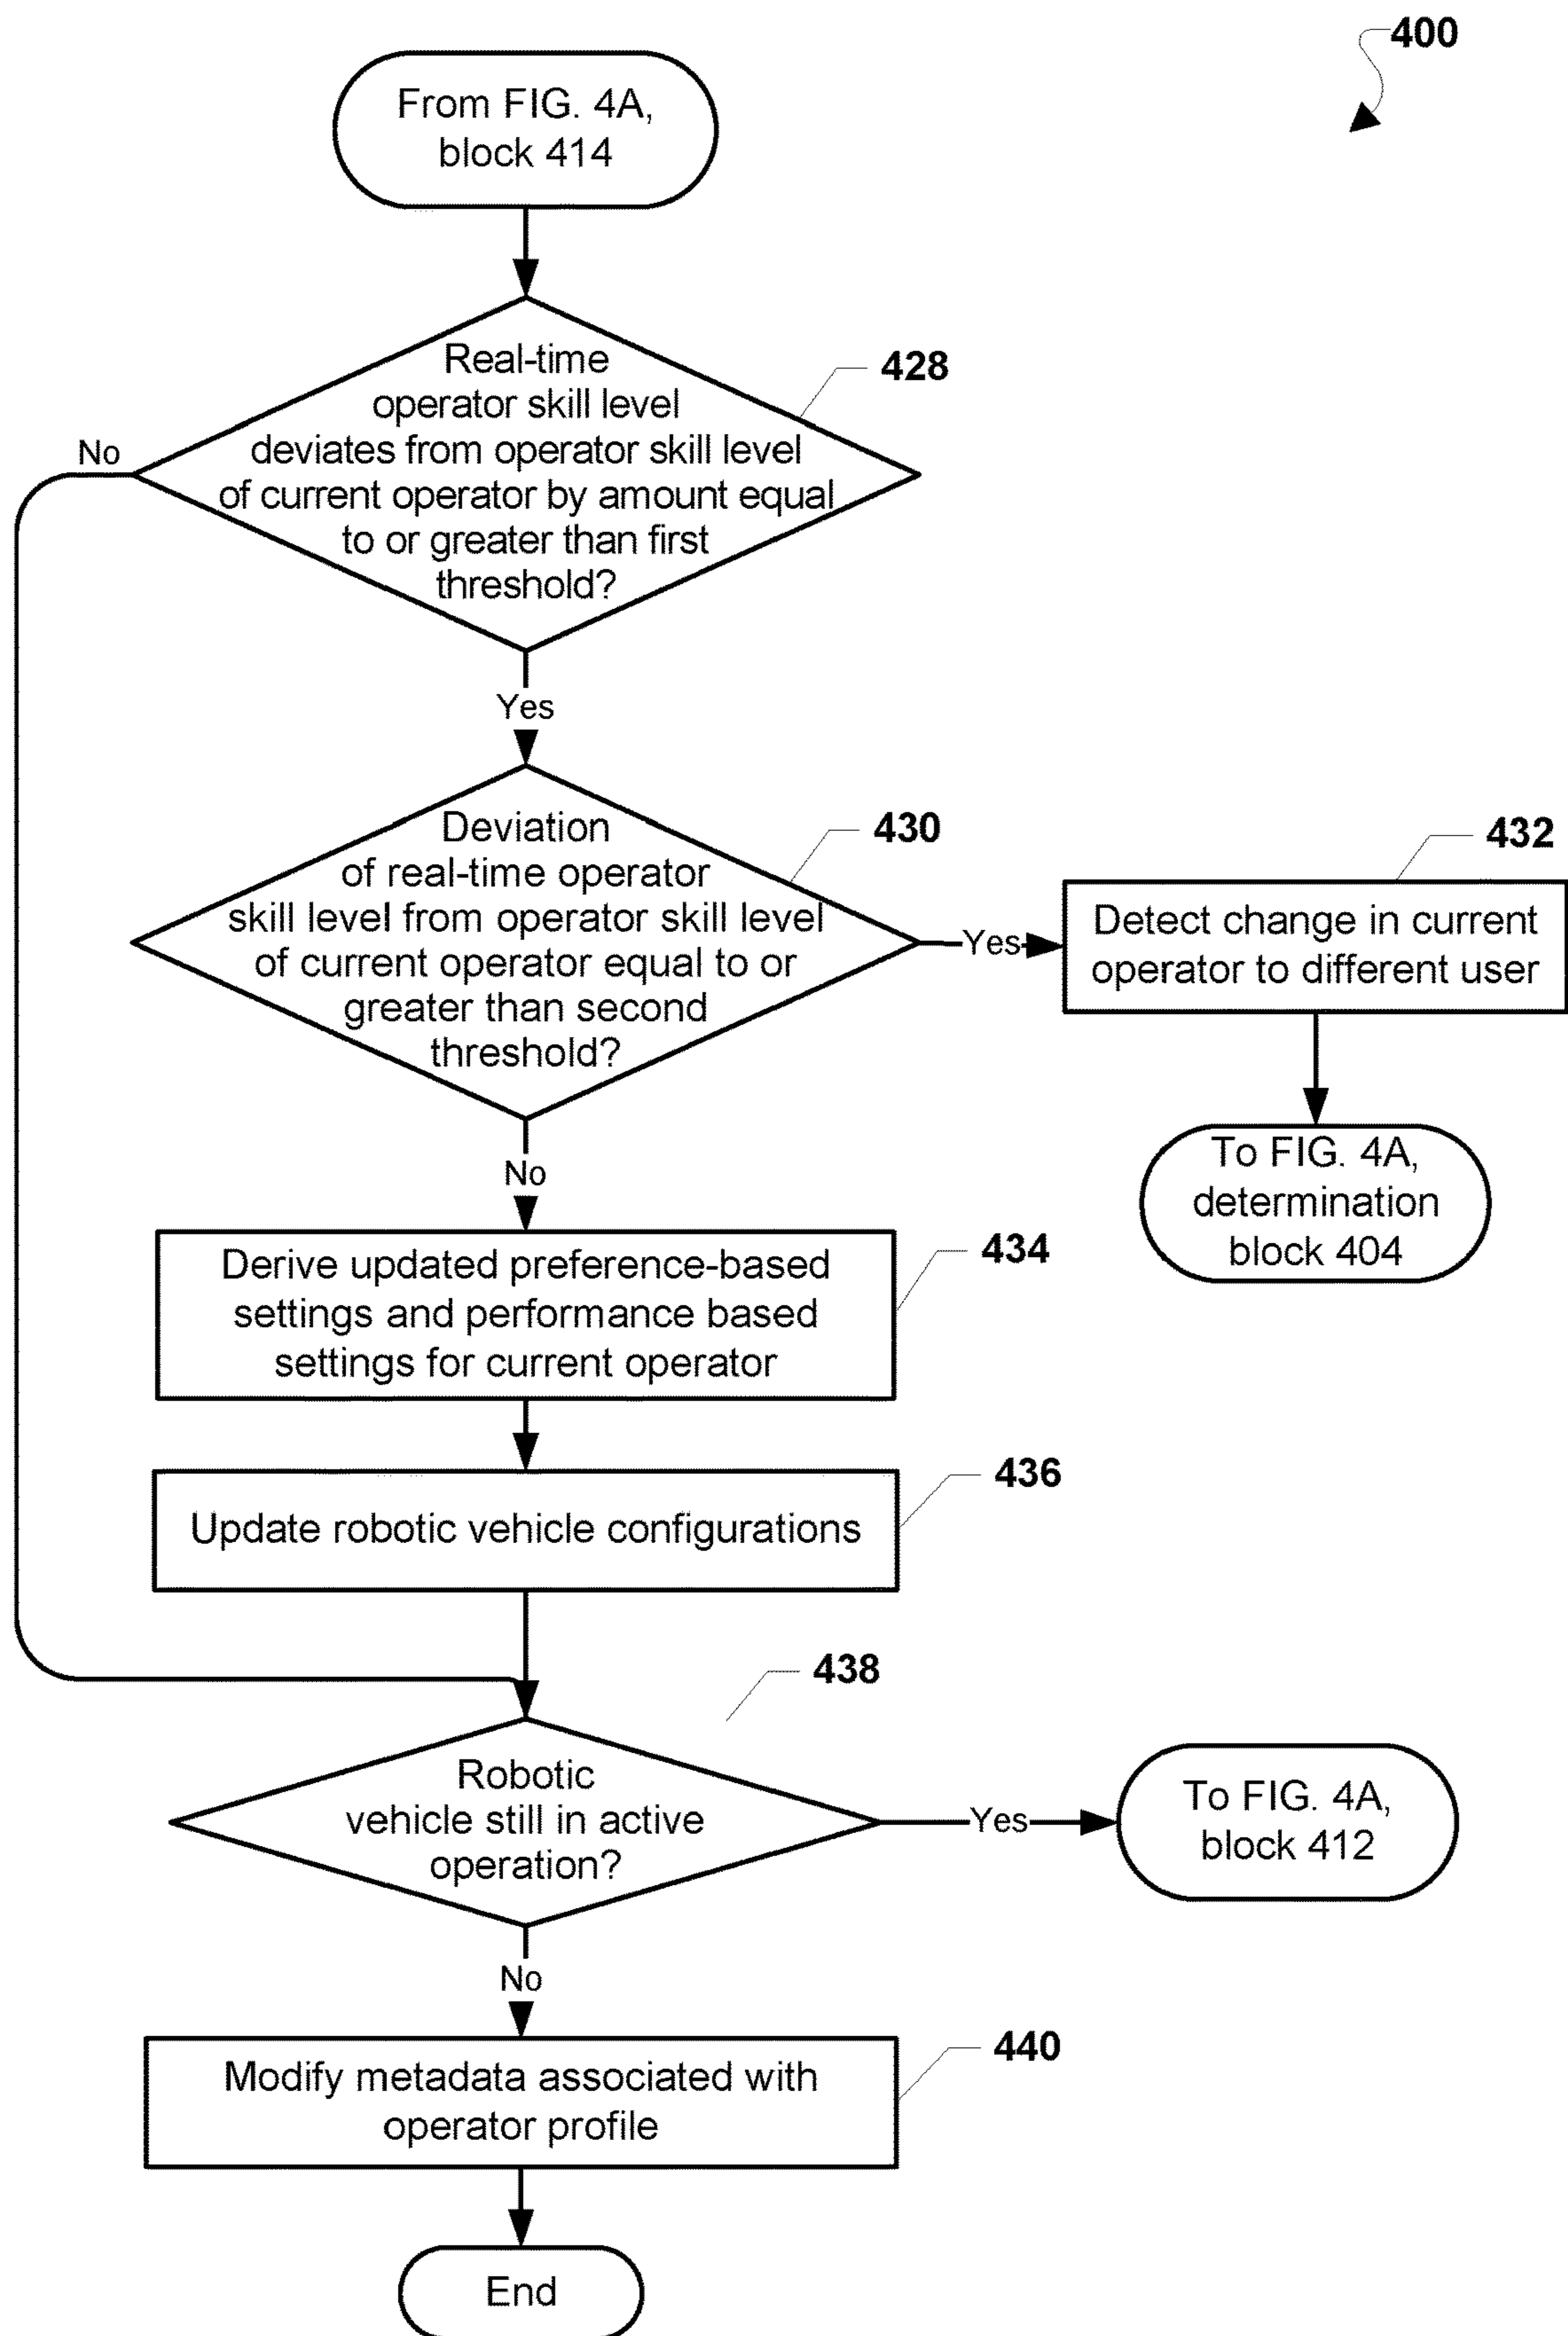 400
From FIG. 4A,
block 414
Real-time
operator skill level
deviates from operator skill level
of current operator by amount equal
to or greater than first
threshold?
428
No
Yes
Deviation
of real-time operator
skill level from operator skill level
of current operator equal to or
greater than second
threshold?
430
Yes
432
Detect change in current
operator to different user
To FIG. 4A,
determination
block 404
No
Derive updated preference-based
settings and performance based
settings for current operator
434
Update robotic vehicle configurations
436
438
Robotic
vehicle still in active
operation?
Yes
To FIG. 4A,
block 412
No
Modify metadata associated with
operator profile
440
End